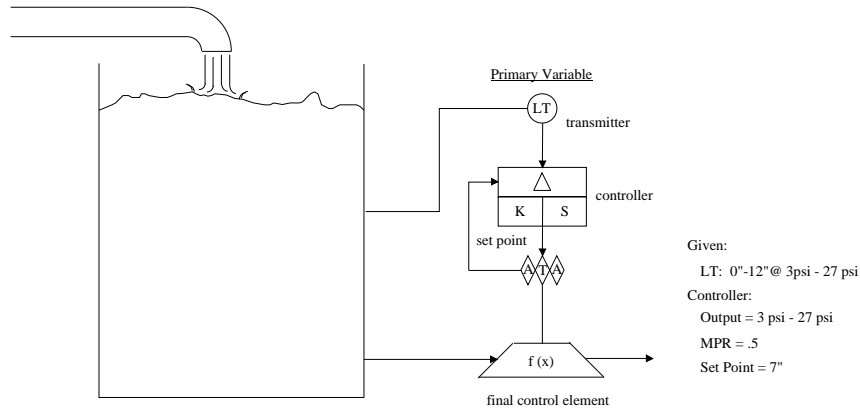 Primary Variable
LT
transmitter
Δ
controller
K S
set point
A T A
f (x)
final control element
Given:
LT: 0"-12"@ 3psi - 27 psi
Controller:
Output = 3 psi - 27 psi
MPR = .5
Set Point = 7"